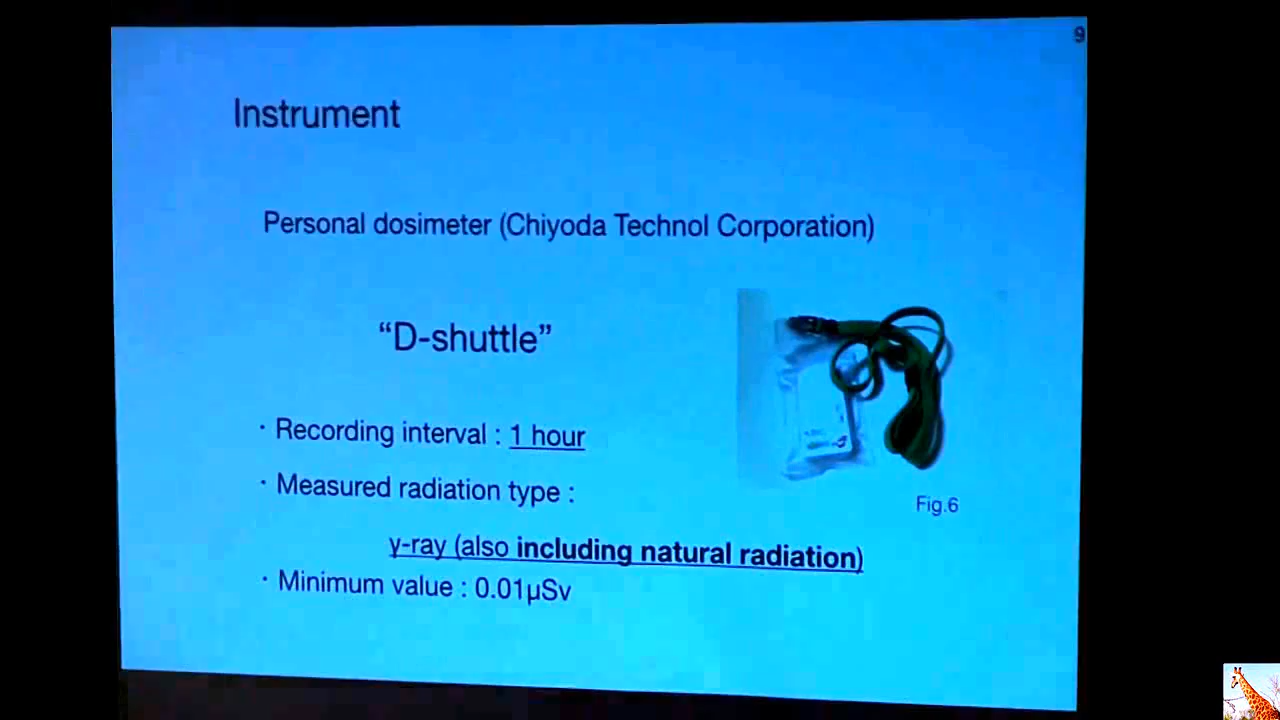 9
Instrument
Personal dosimeter (Chiyoda Technol Corporation)
“D-shuttle”
・Recording interval : 1 hour
・Measured radiation type :
γ-ray (also including natural radiation)
・Minimum value : 0.01μSv
Fig.6